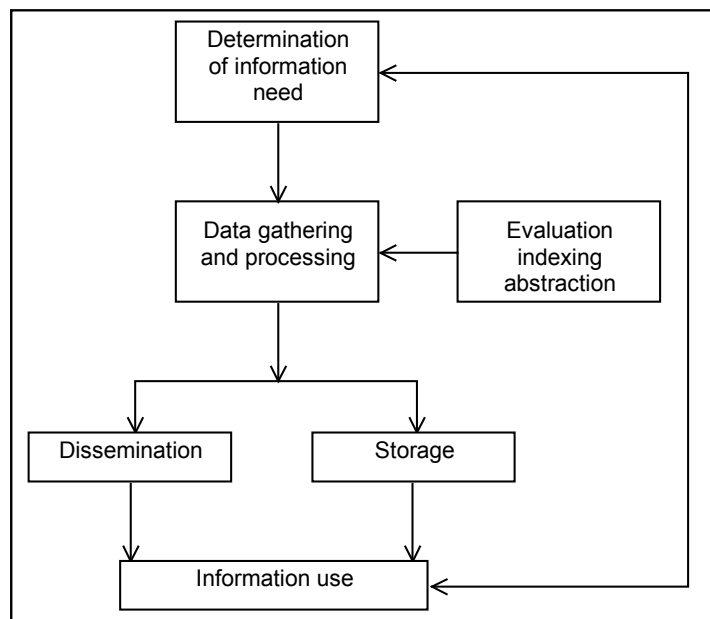 Determination
of information
need
Data gathering
and processing
Evaluation
indexing
abstraction
Dissemination
Storage
Information use